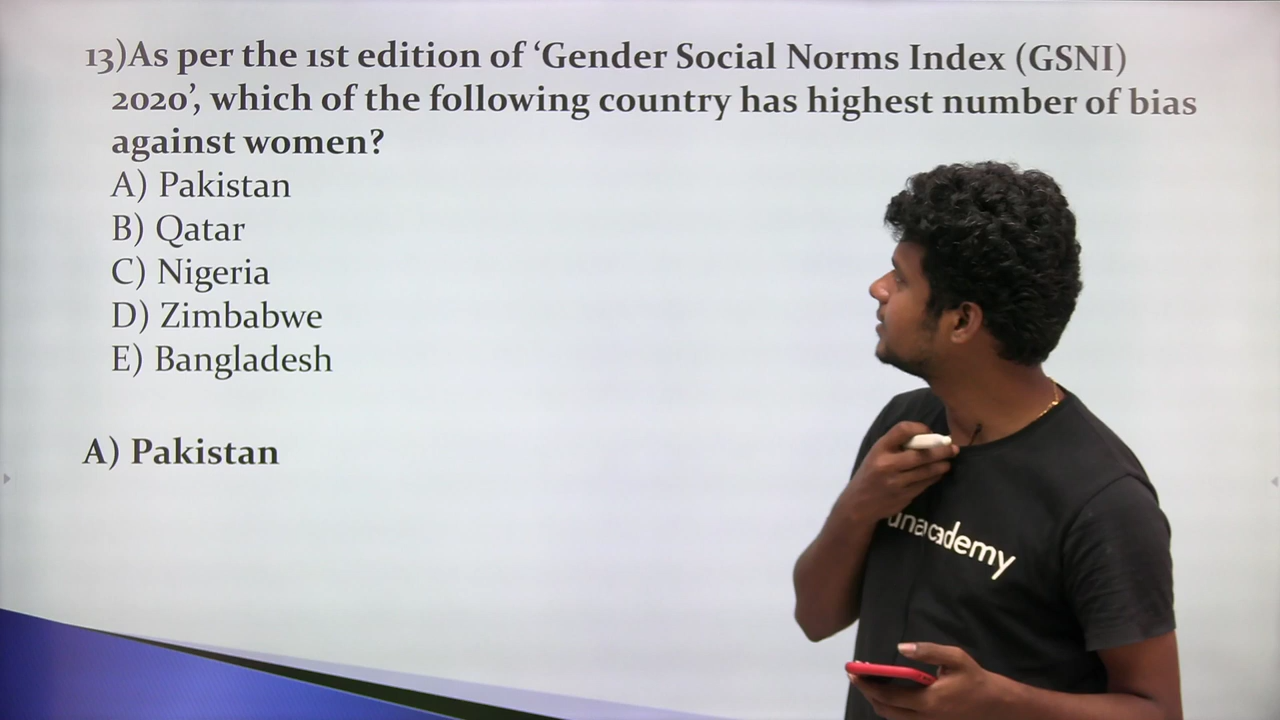 13)As per the 1st edition of ‘Gender Social Norms Index (GSNI)
2020’, which of the following country has highest number of bias
against women?
A) Pakistan
B) Qatar
C) Nigeria
D) Zimbabwe
E) Bangladesh
A) Pakistan
unacademy